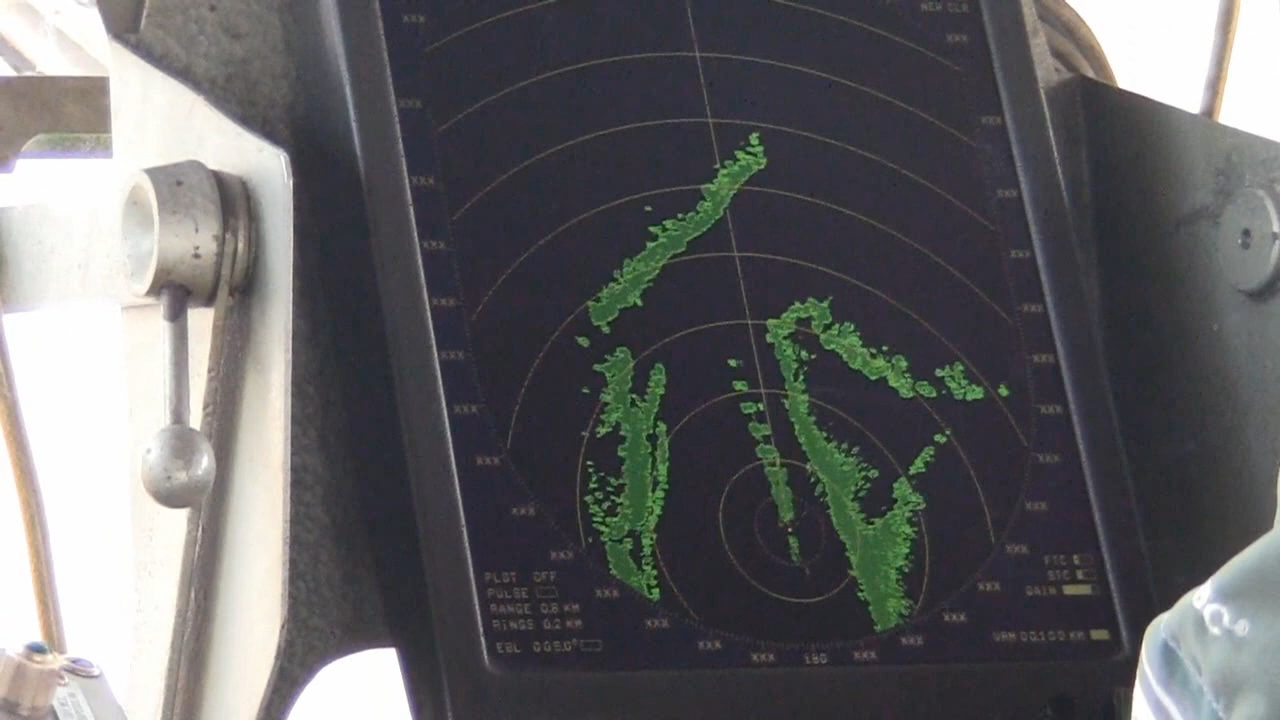 NEW CLR
PLOT OFF
PULSE
RANGE 0.8 KM
RINGS 0.2 KM
EBL 005.0°
180
FTC
STC
GAIN
VRM 00.100 KM